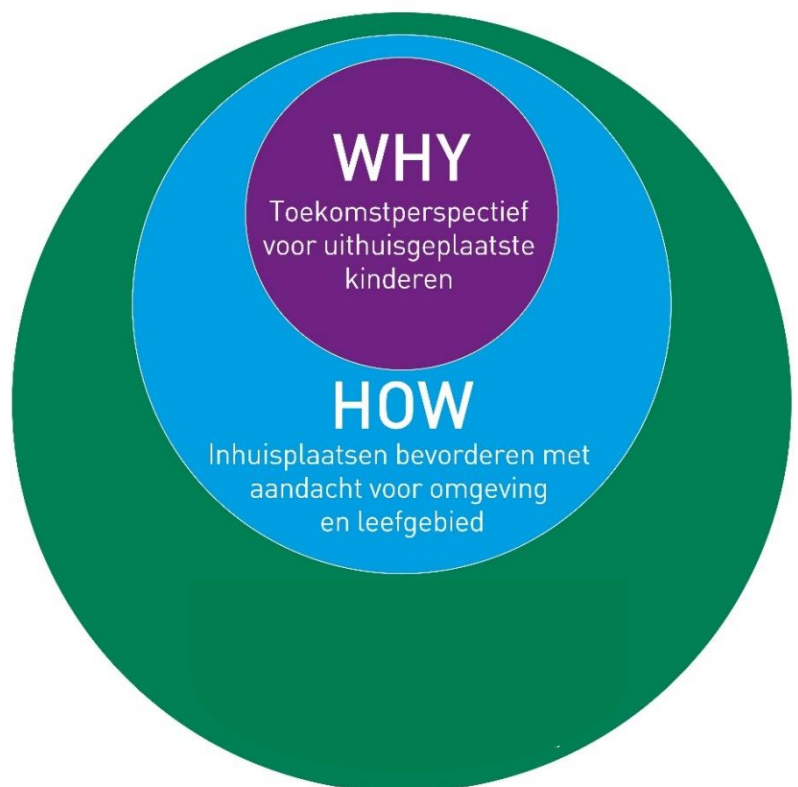 WHY
Toekomstperspectief
voor uithuisgeplaatste
kinderen
HOW
Inhuisplaatsen bevorderen met
aandacht voor omgeving
en leefgebied